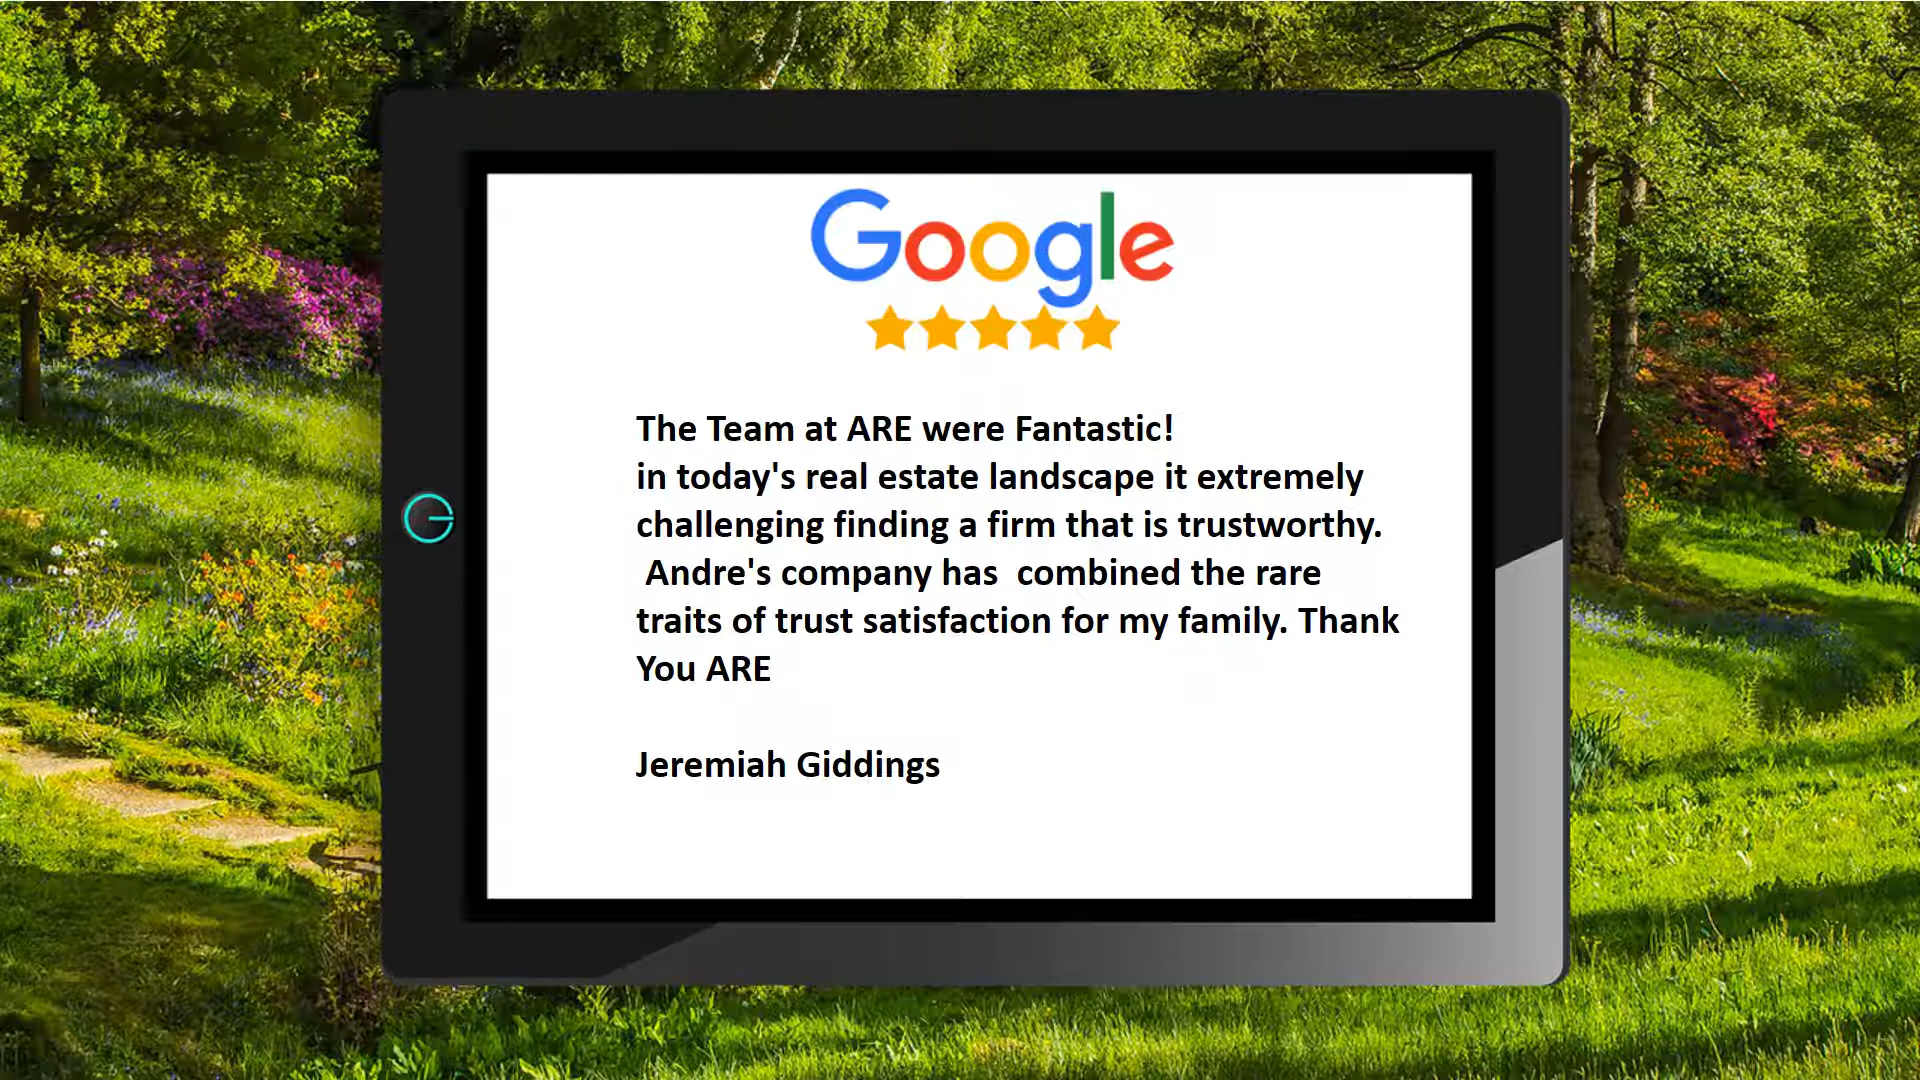 Google
The Team at ARE were Fantastic!
in today's real estate landscape it extremely
challenging finding a firm that is trustworthy.
Andre's company has  combined the rare
traits of trust satisfaction for my family. Thank
You ARE
Jeremiah Giddings